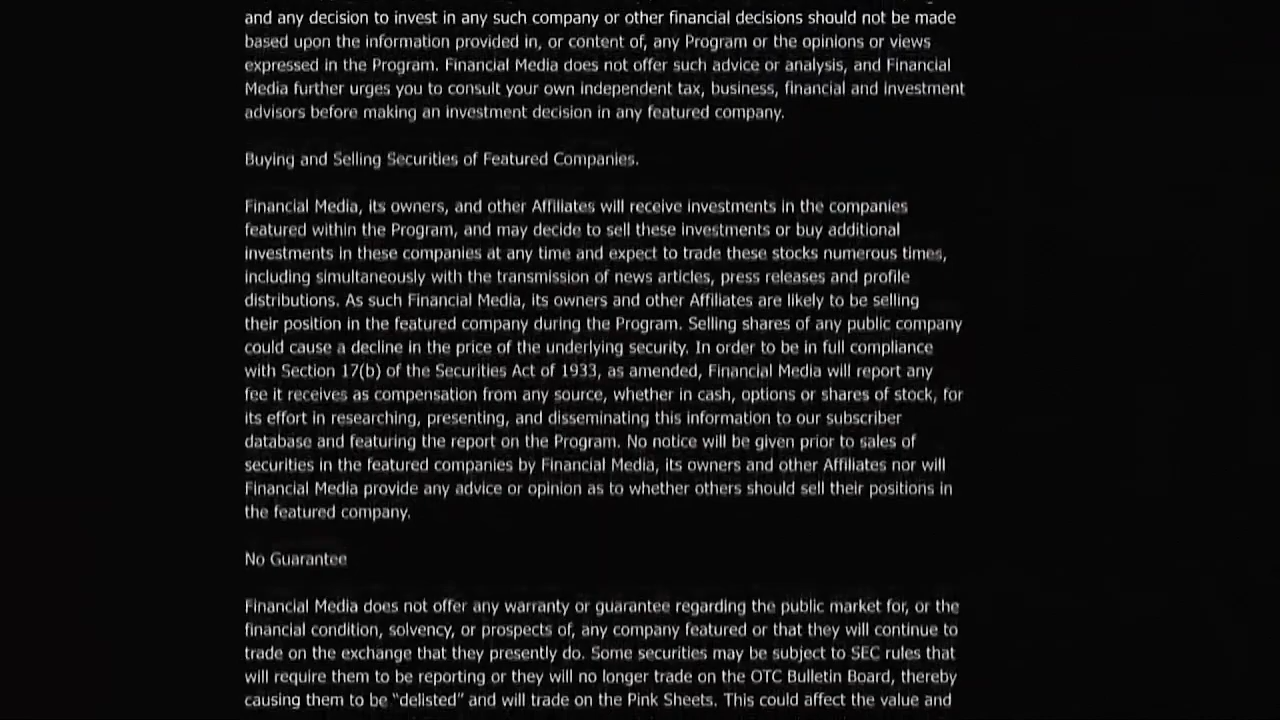 and any decision to invest in any such company or other financial decisions should not be made
based upon the information provided in, or content of, any Program or the opinions or views
expressed in the Program. Financial Media does not offer such advice or analysis, and Financial
Media further urges you to consult your own independent tax, business, financial and investment
advisors before making an investment decision in any featured company.
Buying and Selling Securities of Featured Companies.
Financial Media, its owners, and other Affiliates will receive investments in the companies
featured within the Program, and may decide to sell these investments or buy additional
investments in these companies at any time and expect to trade these stocks numerous times,
including simultaneously with the transmission of news articles, press releases and profile
distributions. As such Financial Media, its owners and other Affiliates are likely to be selling
their position in the featured company during the Program. Selling shares of any public company
could cause a decline in the price of the underlying security. In order to be in full compliance
with Section 17(b) of the Securities Act of 1933, as amended, Financial Media will report any
fee it receives as compensation from any source, whether in cash, options or shares of stock, for
its effort in researching, presenting, and disseminating this information to our subscriber
database and featuring the report on the Program. No notice will be given prior to sales of
securities in the featured companies by Financial Media, its owners and other Affiliates nor will
Financial Media provide any advice or opinion as to whether others should sell their positions in
the featured company.
No Guarantee
Financial Media does not offer any warranty or guarantee regarding the public market for, or the
financial condition, solvency, or prospects of, any company featured or that they will continue to
trade on the exchange that they presently do. Some securities may be subject to SEC rules that
will require them to be reporting or they will no longer trade on the OTC Bulletin Board, thereby
causing them to be “delisted” and will trade on the Pink Sheets. This could affect the value and